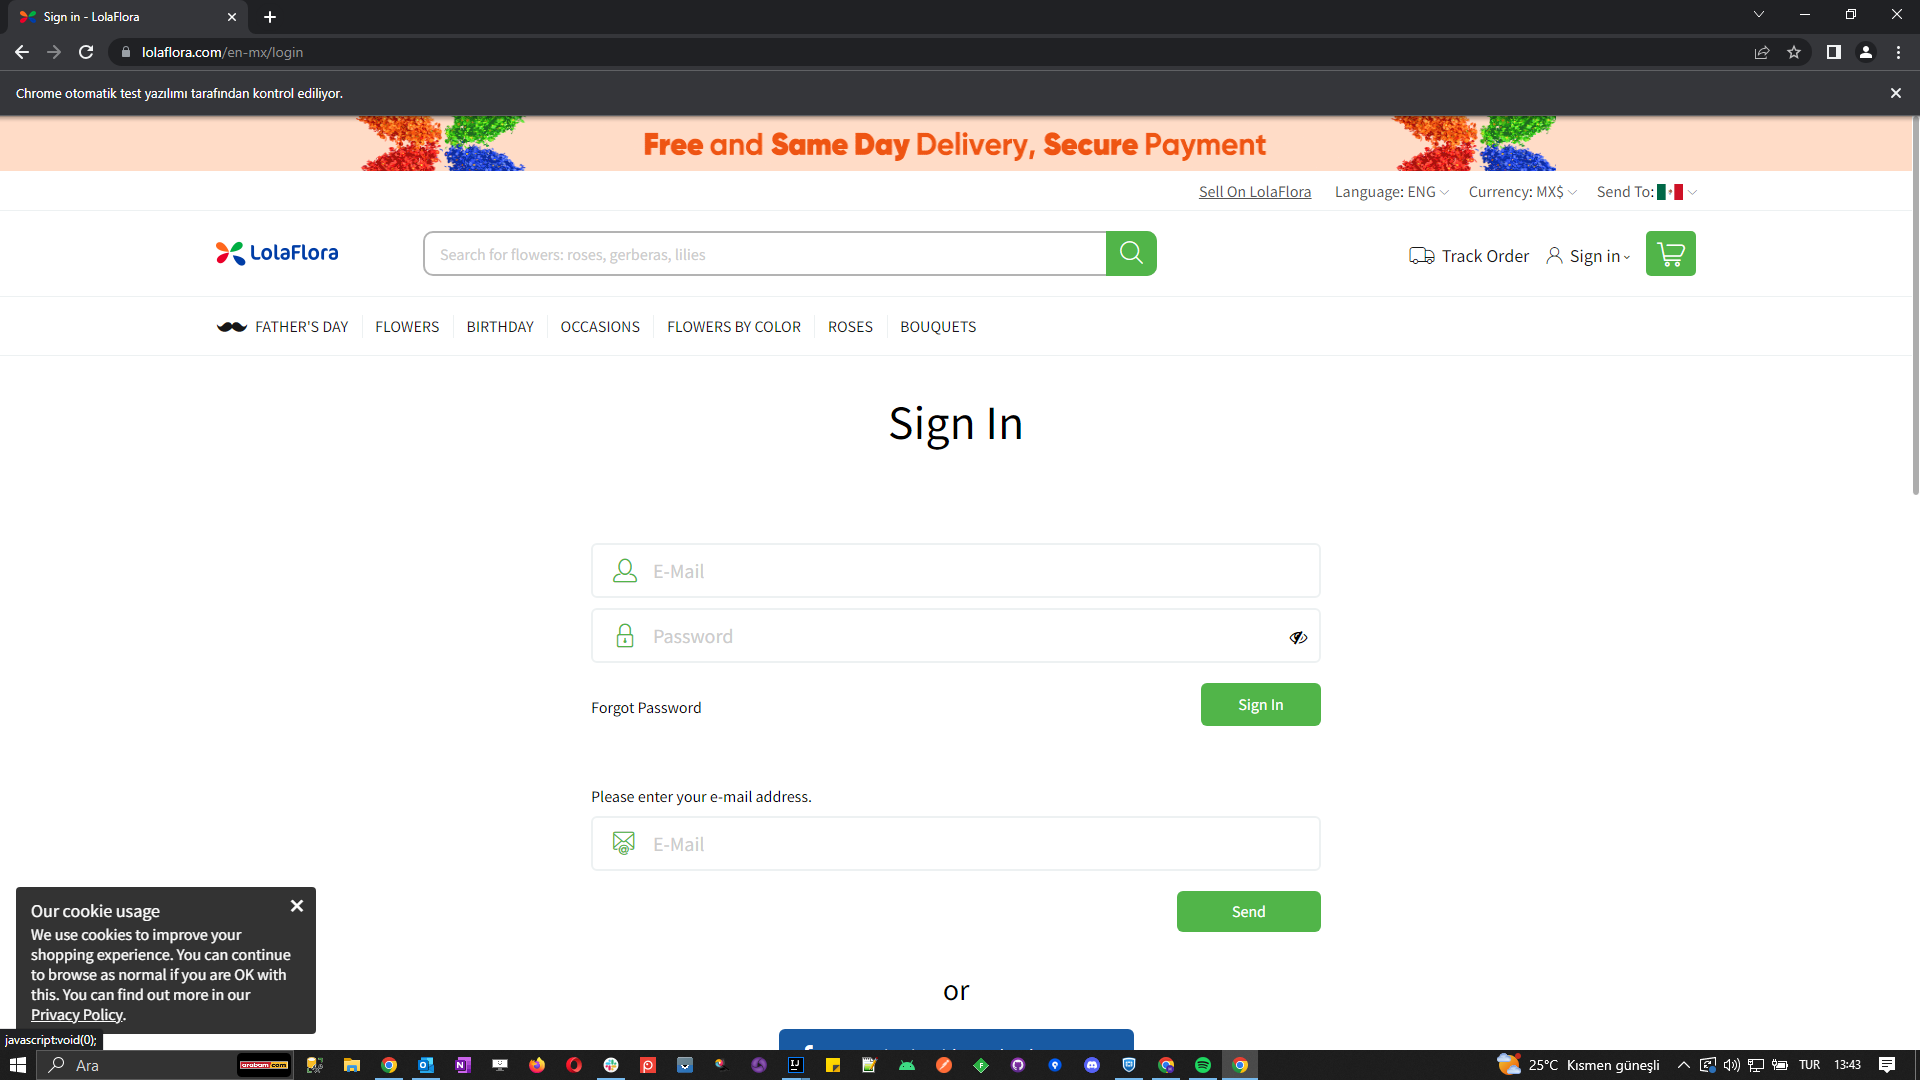 Sign in - LolaFlora
lolaflora.com/en-mx/login
Chrome otomatik test yazılımı tarafından kontrol ediliyor.
Free and Same Day Delivery, Secure Payment
Sell On LolaFlora Language: ENG Currency: MX$ Send To:
LolaFlora
Search for flowers: roses, gerberas, lilies
Track Order
Sign in
FATHER'S DAY FLOWERS BIRTHDAY OCCASIONS FLOWERS BY COLOR ROSES BOUQUETS
Sign In
E-Mail
Password
Forgot Password
Sign In
Please enter your e-mail address.
E-Mail
Send
or
Our cookie usage
We use cookies to improve your
shopping experience. You can continue
to browse as normal if you are OK with
this. You can find out more in our
Privacy Policy.
javascript:void(0);
Ara
arabam.com
25°C Kısmen güneşli
TUR
13:43